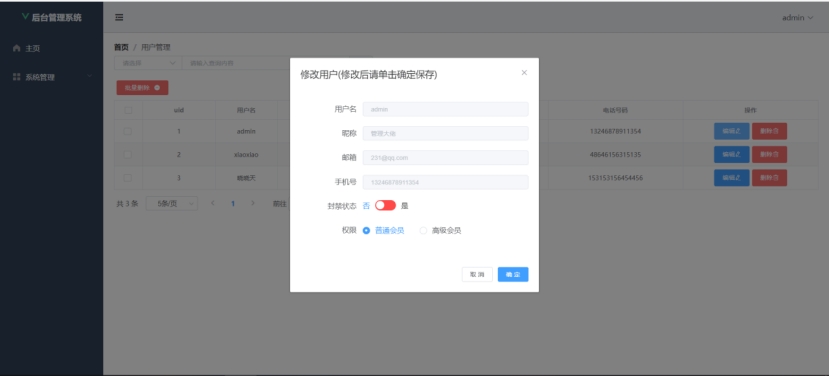 后台管理系统
admin
主页
系统管理
首页 / 用户管理
请选择
请输入查询内容
批量删除
uid
用户名
电话号码
操作
1
admin
13246878911354
编辑
删除
2
xiaoxiao
48646156315135
编辑
删除
3
晴晴天
153153156454456
编辑
删除
共 3 条
5条/页
1
前往
修改用户(修改后请单击确定保存)
用户名
admin
昵称
管理大佬
邮箱
231@qq.com
手机号
13246878911354
封禁状态
否
是
权限
普通会员
高级会员
取 消
确 定